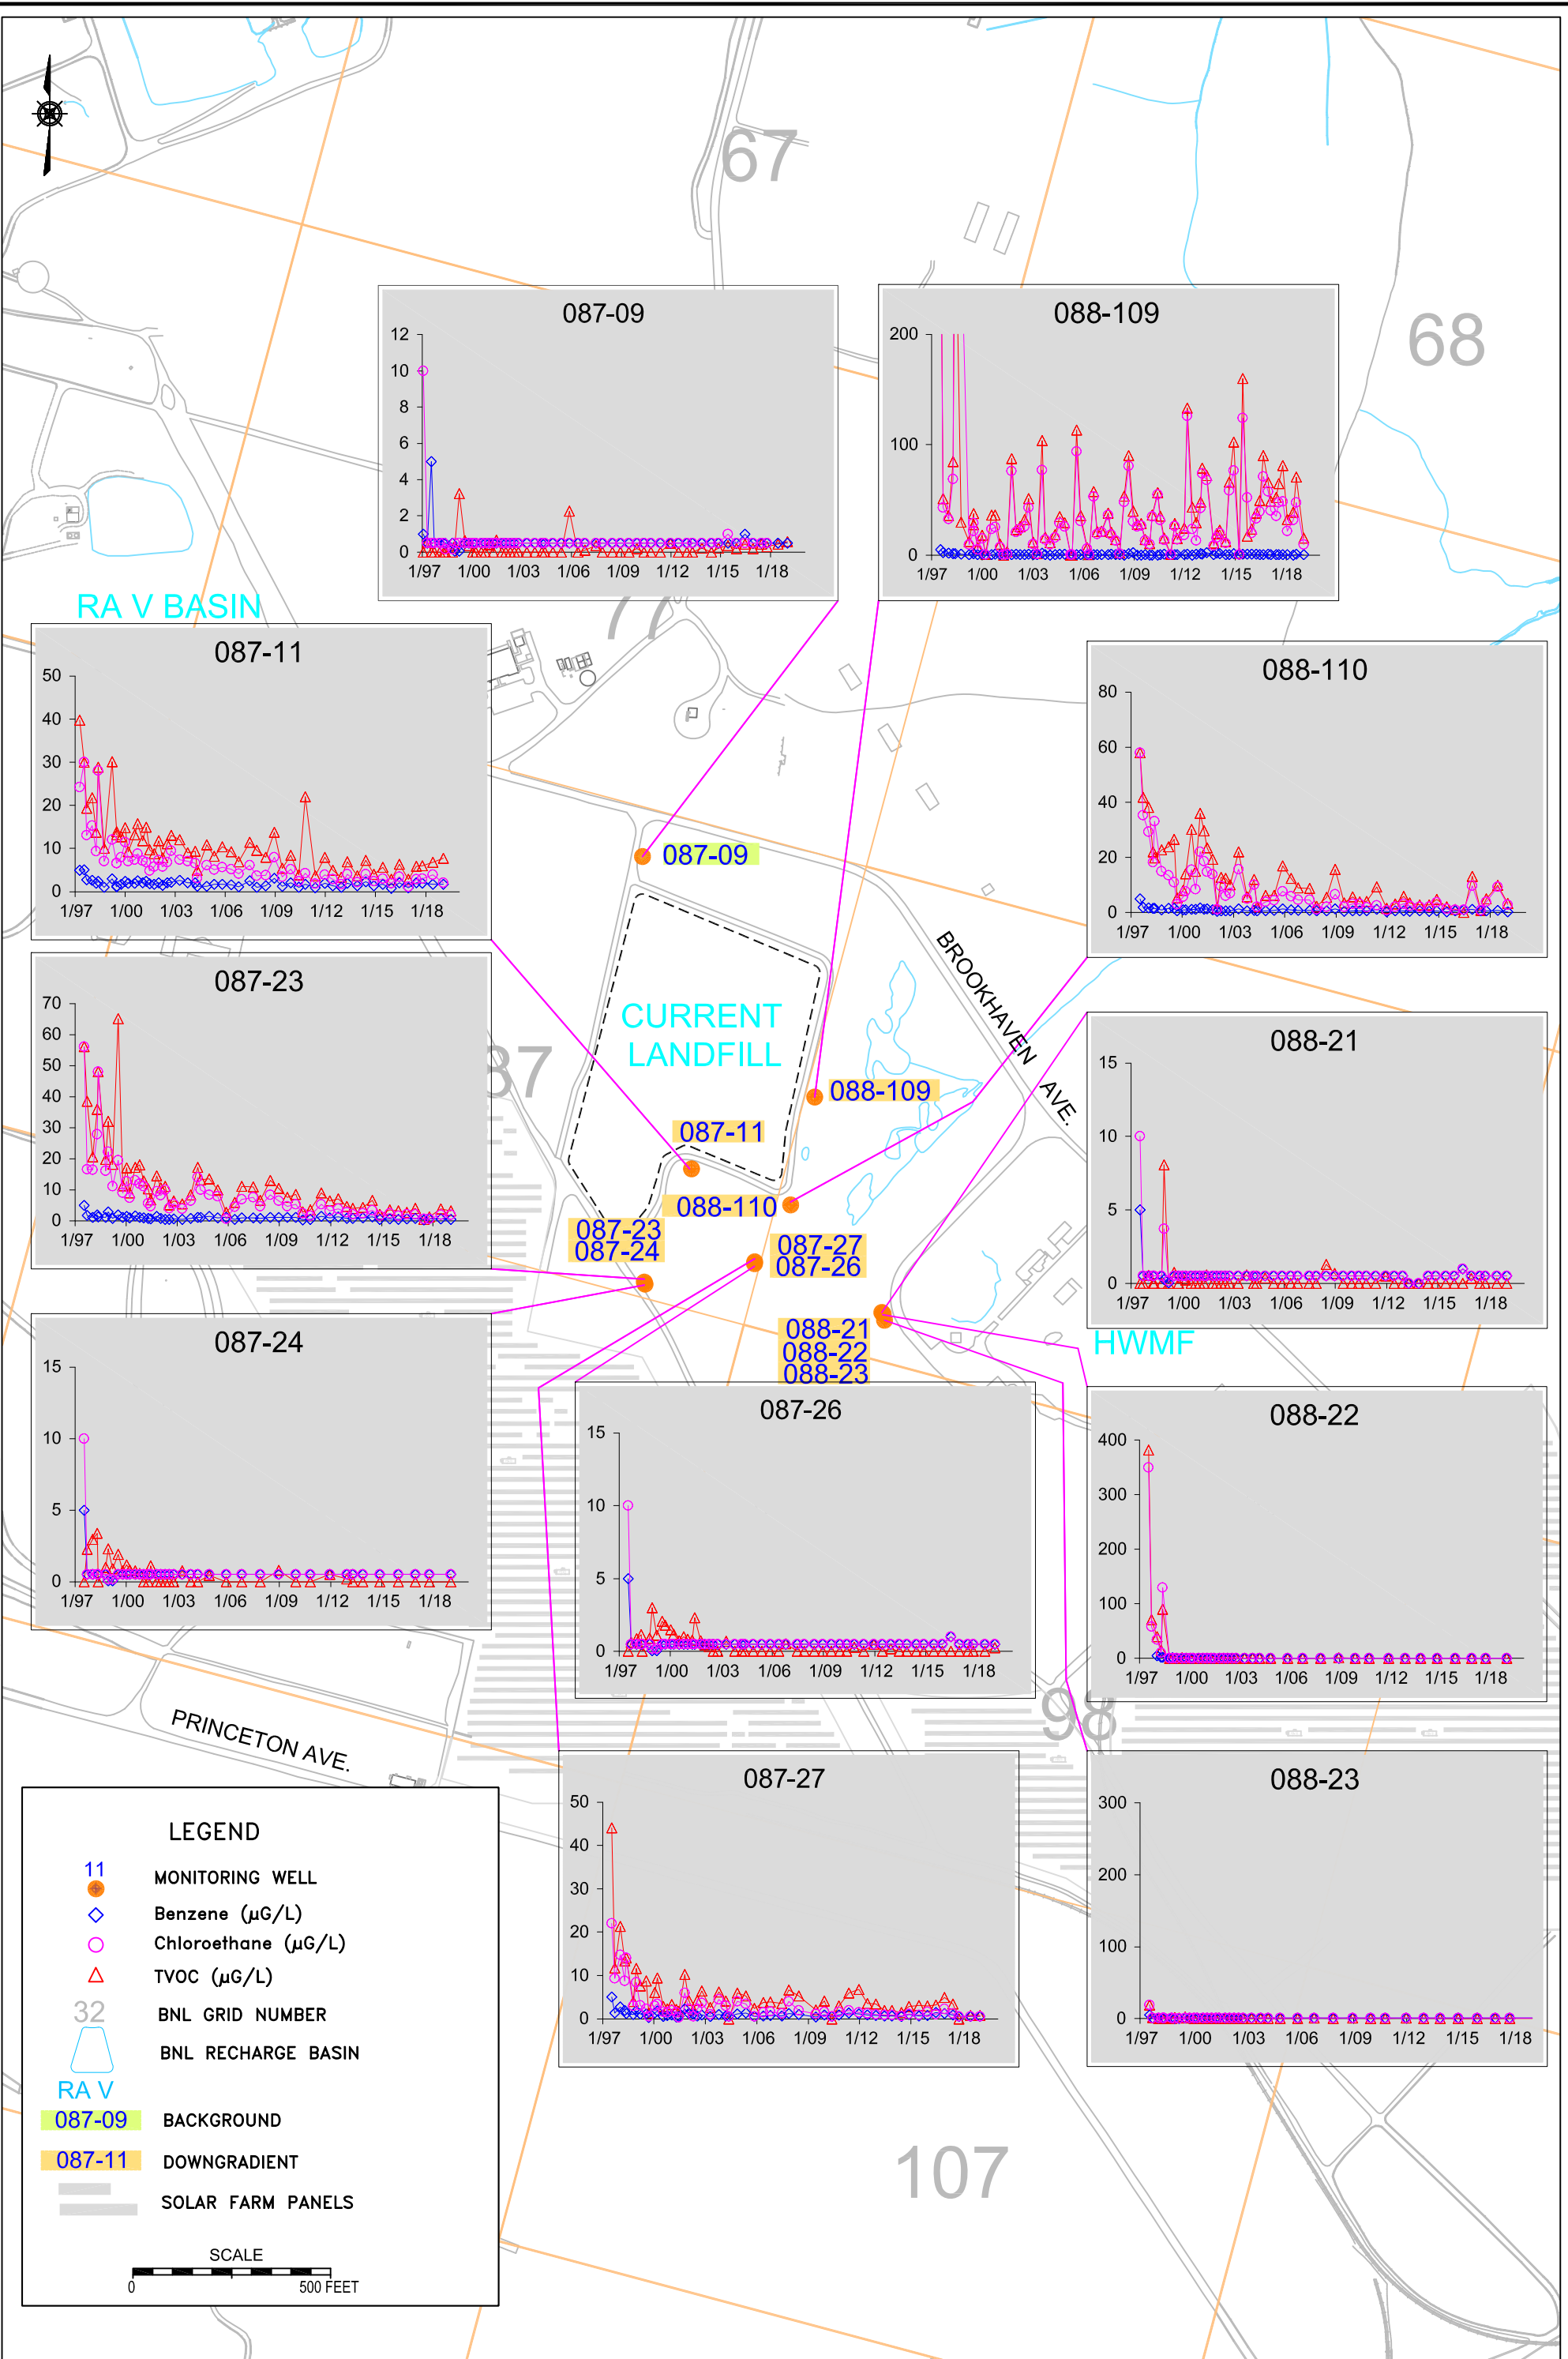 67
68
77
87
98
107
RA V BASIN
CURRENT
LANDFILL
BROOKHAVEN AVE.
PRINCETON AVE.
HWMF
087-09
088-109
087-11
088-110
087-23
087-24
087-27
087-26
088-21
088-22
088-23
087-09
12
10
8
6
4
2
0
1/97 1/00 1/03 1/06 1/09 1/12 1/15 1/18
088-109
200
100
0
1/97 1/00 1/03 1/06 1/09 1/12 1/15 1/18
087-11
50
40
30
20
10
0
1/97 1/00 1/03 1/06 1/09 1/12 1/15 1/18
088-110
80
60
40
20
0
1/97 1/00 1/03 1/06 1/09 1/12 1/15 1/18
087-23
70
60
50
40
30
20
10
0
1/97 1/00 1/03 1/06 1/09 1/12 1/15 1/18
088-21
15
10
5
0
1/97 1/00 1/03 1/06 1/09 1/12 1/15 1/18
087-24
15
10
5
0
1/97 1/00 1/03 1/06 1/09 1/12 1/15 1/18
087-26
15
10
5
0
1/97 1/00 1/03 1/06 1/09 1/12 1/15 1/18
088-22
400
300
200
100
0
1/97 1/00 1/03 1/06 1/09 1/12 1/15 1/18
087-27
50
40
30
20
10
0
1/97 1/00 1/03 1/06 1/09 1/12 1/15 1/18
088-23
300
200
100
0
1/97 1/00 1/03 1/06 1/09 1/12 1/15 1/18
LEGEND
11
MONITORING WELL
Benzene (µG/L)
Chloroethane (µG/L)
TVOC (µG/L)
32
BNL GRID NUMBER
BNL RECHARGE BASIN
RA V
087-09 BACKGROUND
087-11 DOWNGRADIENT
SOLAR FARM PANELS
SCALE
0 500 FEET